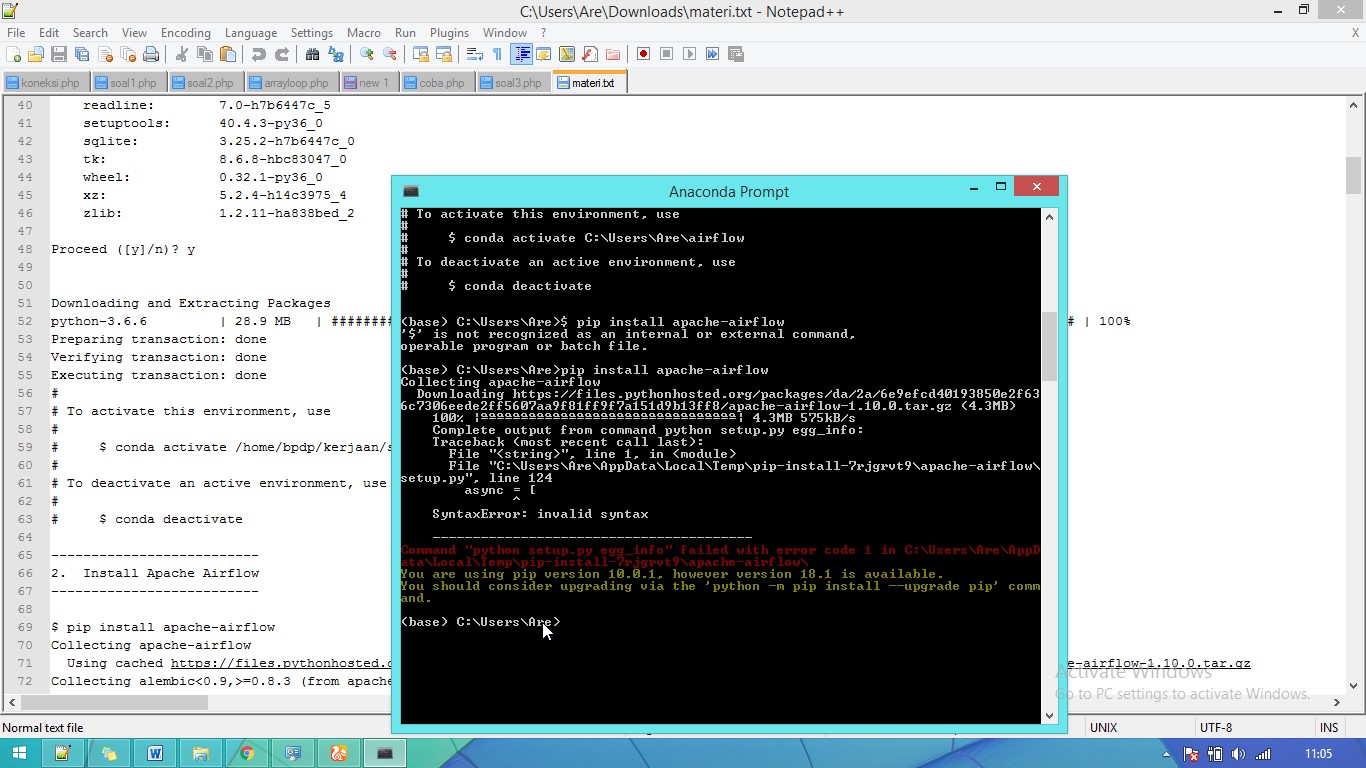 C:\Users\Are\Downloads\materi.txt - Notepad++
File Edit Search View Encoding Language Settings Macro Run Plugins Window ? X
koneksi.php soal1.php soal2.php arrayloop.php new 1 coba.php soal3.php materi.txt
40 readline: 7.0-h7b6447c_5
41 setuptools: 40.4.3-py36_0
42 sqlite: 3.25.2-h7b6447c_0
43 tk: 8.6.8-hbc83047_0
44 wheel: 0.32.1-py36_0
45 xz: 5.2.4-h14c3975_4
46 zlib: 1.2.11-ha838bed_2
47
48 Proceed ([y]/n)? y
49
50
51 Downloading and Extracting Packages
52 python-3.6.6 | 28.9 MB | ######## # | 100%
53 Preparing transaction: done
54 Verifying transaction: done
55 Executing transaction: done
56 #
57 # To activate this environment, use
58 #
59 # $ conda activate /home/bpdp/kerjaan/s
60 #
61 # To deactivate an active environment, use
62 #
63 # $ conda deactivate
64
65 --------------------------
66 2. Install Apache Airflow
67 --------------------------
68
69 $ pip install apache-airflow
70 Collecting apache-airflow
71 Using cached https://files.pythonhosted.o e-airflow-1.10.0.tar.gz
72 Collecting alembic<0.9,>=0.8.3 (from apache
Anaconda Prompt
# To activate this environment, use
#
# $ conda activate C:\Users\Are\airflow
#
# To deactivate an active environment, use
#
# $ conda deactivate
(base) C:\Users\Are>$ pip install apache-airflow
'$' is not recognized as an internal or external command,
operable program or batch file.
(base) C:\Users\Are>pip install apache-airflow
Collecting apache-airflow
Downloading https://files.pythonhosted.org/packages/da/2a/6e9efcd40193850e2f63
6c7306eede2ff5607aa9f81ff9f7a151d9b13ff8/apache-airflow-1.10.0.tar.gz (4.3MB)
100% 4.3MB 575kB/s
Complete output from command python setup.py egg_info:
Traceback (most recent call last):
File "<string>", line 1, in <module>
File "C:\Users\Are\AppData\Local\Temp\pip-install-7rjgrvt9\apache-airflow\
setup.py", line 124
async = [
^
SyntaxError: invalid syntax
----------------------------------------
Command "python setup.py egg_info" failed with error code 1 in C:\Users\Are\AppD
ata\Local\Temp\pip-install-7rjgrvt9\apache-airflow\
You are using pip version 10.0.1, however version 18.1 is available.
You should consider upgrading via the 'python -m pip install --upgrade pip' comm
and.
(base) C:\Users\Are>
Activate Windows
Go to PC settings to activate Windows.
Normal text file UNIX UTF-8 INS
11:05